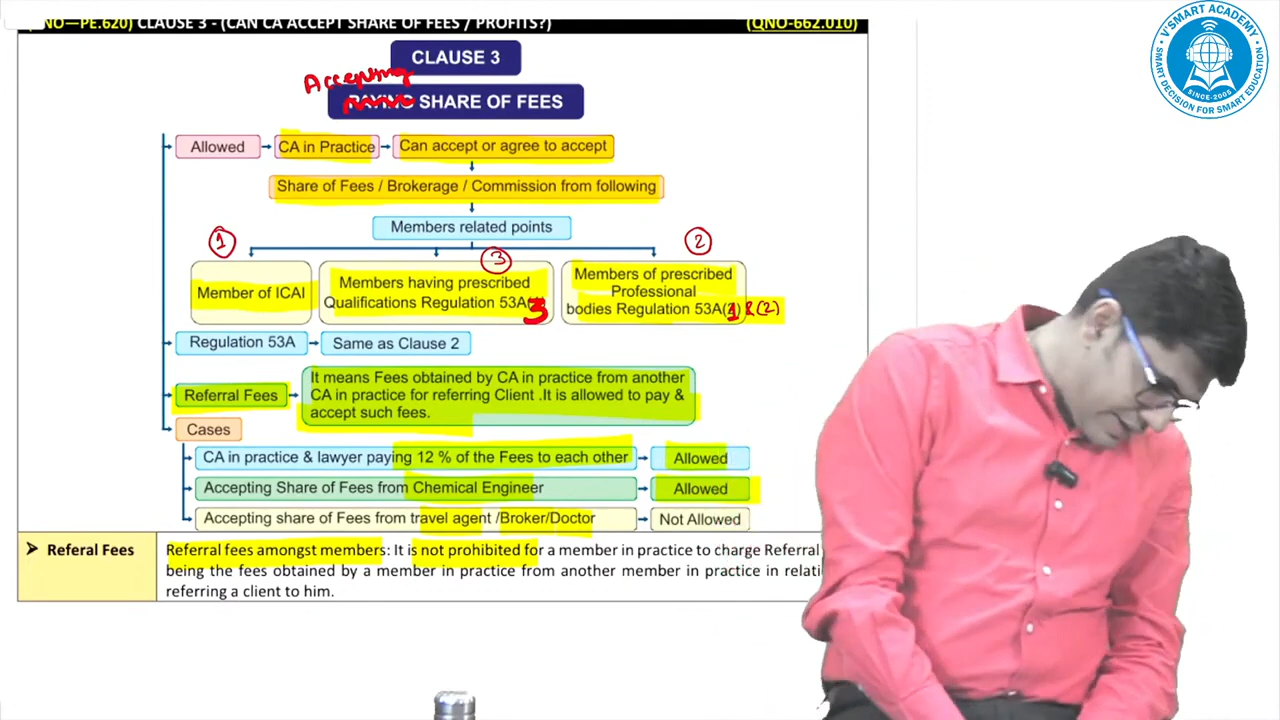 NO—PE.620) CLAUSE 3 - (CAN CA ACCEPT SHARE OF FEES / PROFITS?) (QNO-662.010)
CLAUSE 3
Accepting
PAYING SHARE OF FEES
Allowed CA in Practice Can accept or agree to accept
Share of Fees / Brokerage / Commission from following
Members related points
1 3 2
Member of ICAI
Members having prescribed
Qualifications Regulation 53A(3
Members of prescribed
Professional
bodies Regulation 53A(1) &(2)
Regulation 53A Same as Clause 2
Referral Fees
It means Fees obtained by CA in practice from another
CA in practice for referring Client .It is allowed to pay &
accept such fees.
Cases
CA in practice & lawyer paying 12 % of the Fees to each other Allowed
Accepting Share of Fees from Chemical Engineer Allowed
Accepting share of Fees from travel agent /Broker/Doctor Not Allowed
➢ Referal Fees
Referral fees amongst members: It is not prohibited for a member in practice to charge Referral
being the fees obtained by a member in practice from another member in practice in relati
referring a client to him.
V'SMART ACADEMY
SINCE-2005
SMART DECISION FOR SMART EDUCATION